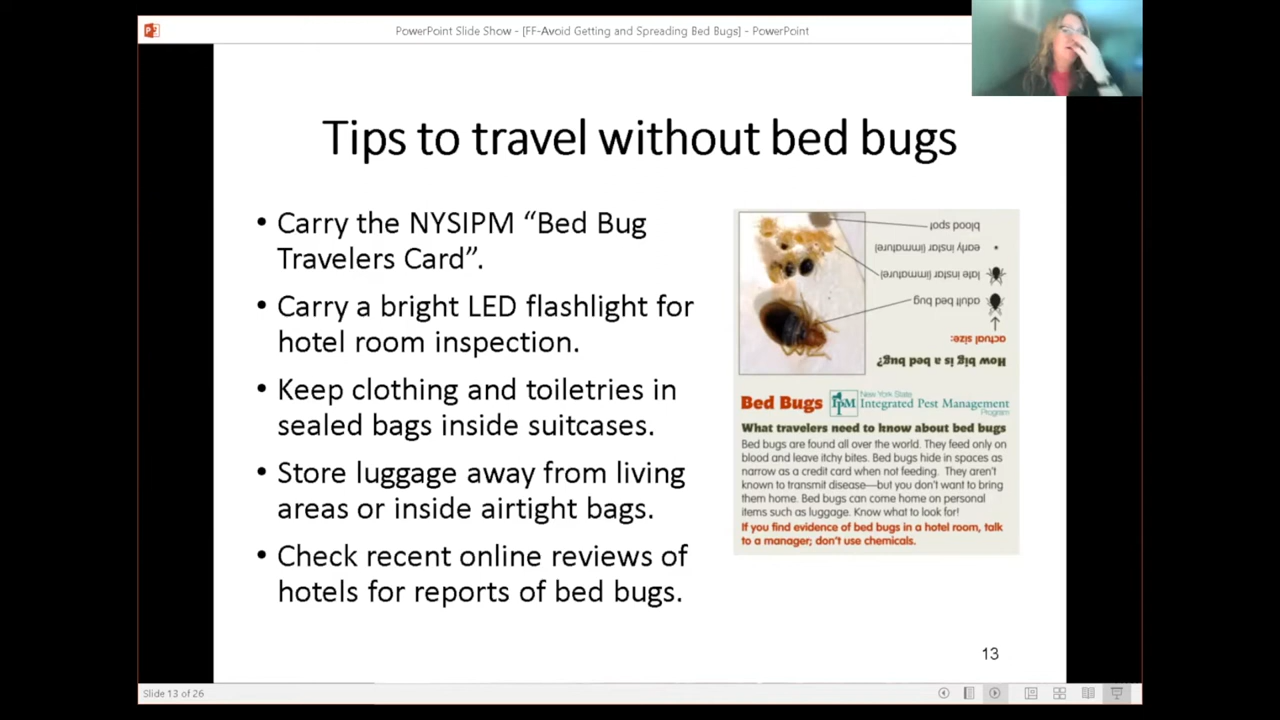 PowerPoint Slide Show - [FF-Avoid Getting and Spreading Bed Bugs] - PowerPoint
Tips to travel without bed bugs
• Carry the NYSIPM “Bed Bug
Travelers Card”.
• Carry a bright LED flashlight for
hotel room inspection.
• Keep clothing and toiletries in
sealed bags inside suitcases.
• Store luggage away from living
areas or inside airtight bags.
• Check recent online reviews of
hotels for reports of bed bugs.
How big is a bed bug?
actual size:
adult bed bug
late instar (immature)
early instar (immature)
blood spot
Bed Bugs
IPM
New York State
Integrated Pest Management
Program
What travelers need to know about bed bugs
Bed bugs are found all over the world. They feed only on
blood and leave itchy bites. Bed bugs hide in spaces as
narrow as a credit card when not feeding. They aren’t
known to transmit disease—but you don’t want to bring
them home. Bed bugs can come home on personal
items such as luggage. Know what to look for!
If you find evidence of bed bugs in a hotel room, talk
to a manager; don’t use chemicals.
13
Slide 13 of 26